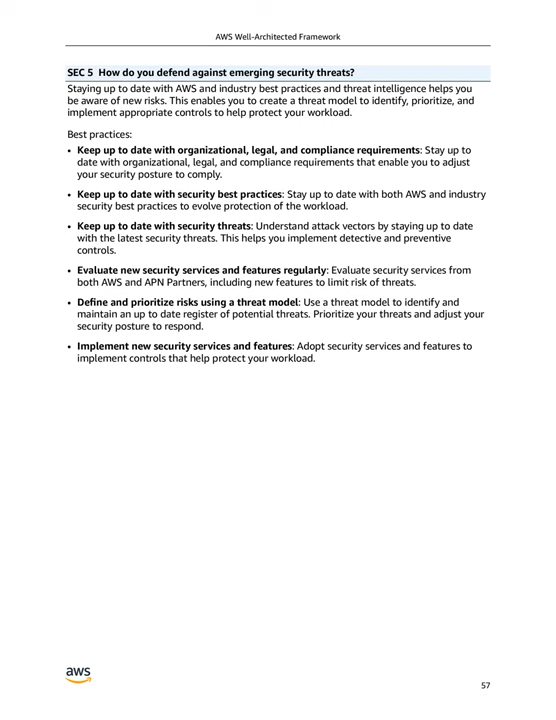 AWS Well-Architected Framework
SEC 5 How do you defend against emerging security threats?
Staying up to date with AWS and industry best practices and threat intelligence helps you
be aware of new risks. This enables you to create a threat model to identify, prioritize, and
implement appropriate controls to help protect your workload.
Best practices:
• Keep up to date with organizational, legal, and compliance requirements: Stay up to
date with organizational, legal, and compliance requirements that enable you to adjust
your security posture to comply.
• Keep up to date with security best practices: Stay up to date with both AWS and industry
security best practices to evolve protection of the workload.
• Keep up to date with security threats: Understand attack vectors by staying up to date
with the latest security threats. This helps you implement detective and preventive
controls.
• Evaluate new security services and features regularly: Evaluate security services from
both AWS and APN Partners, including new features to limit risk of threats.
• Define and prioritize risks using a threat model: Use a threat model to identify and
maintain an up to date register of potential threats. Prioritize your threats and adjust your
security posture to respond.
• Implement new security services and features: Adopt security services and features to
implement controls that help protect your workload.
aws
57